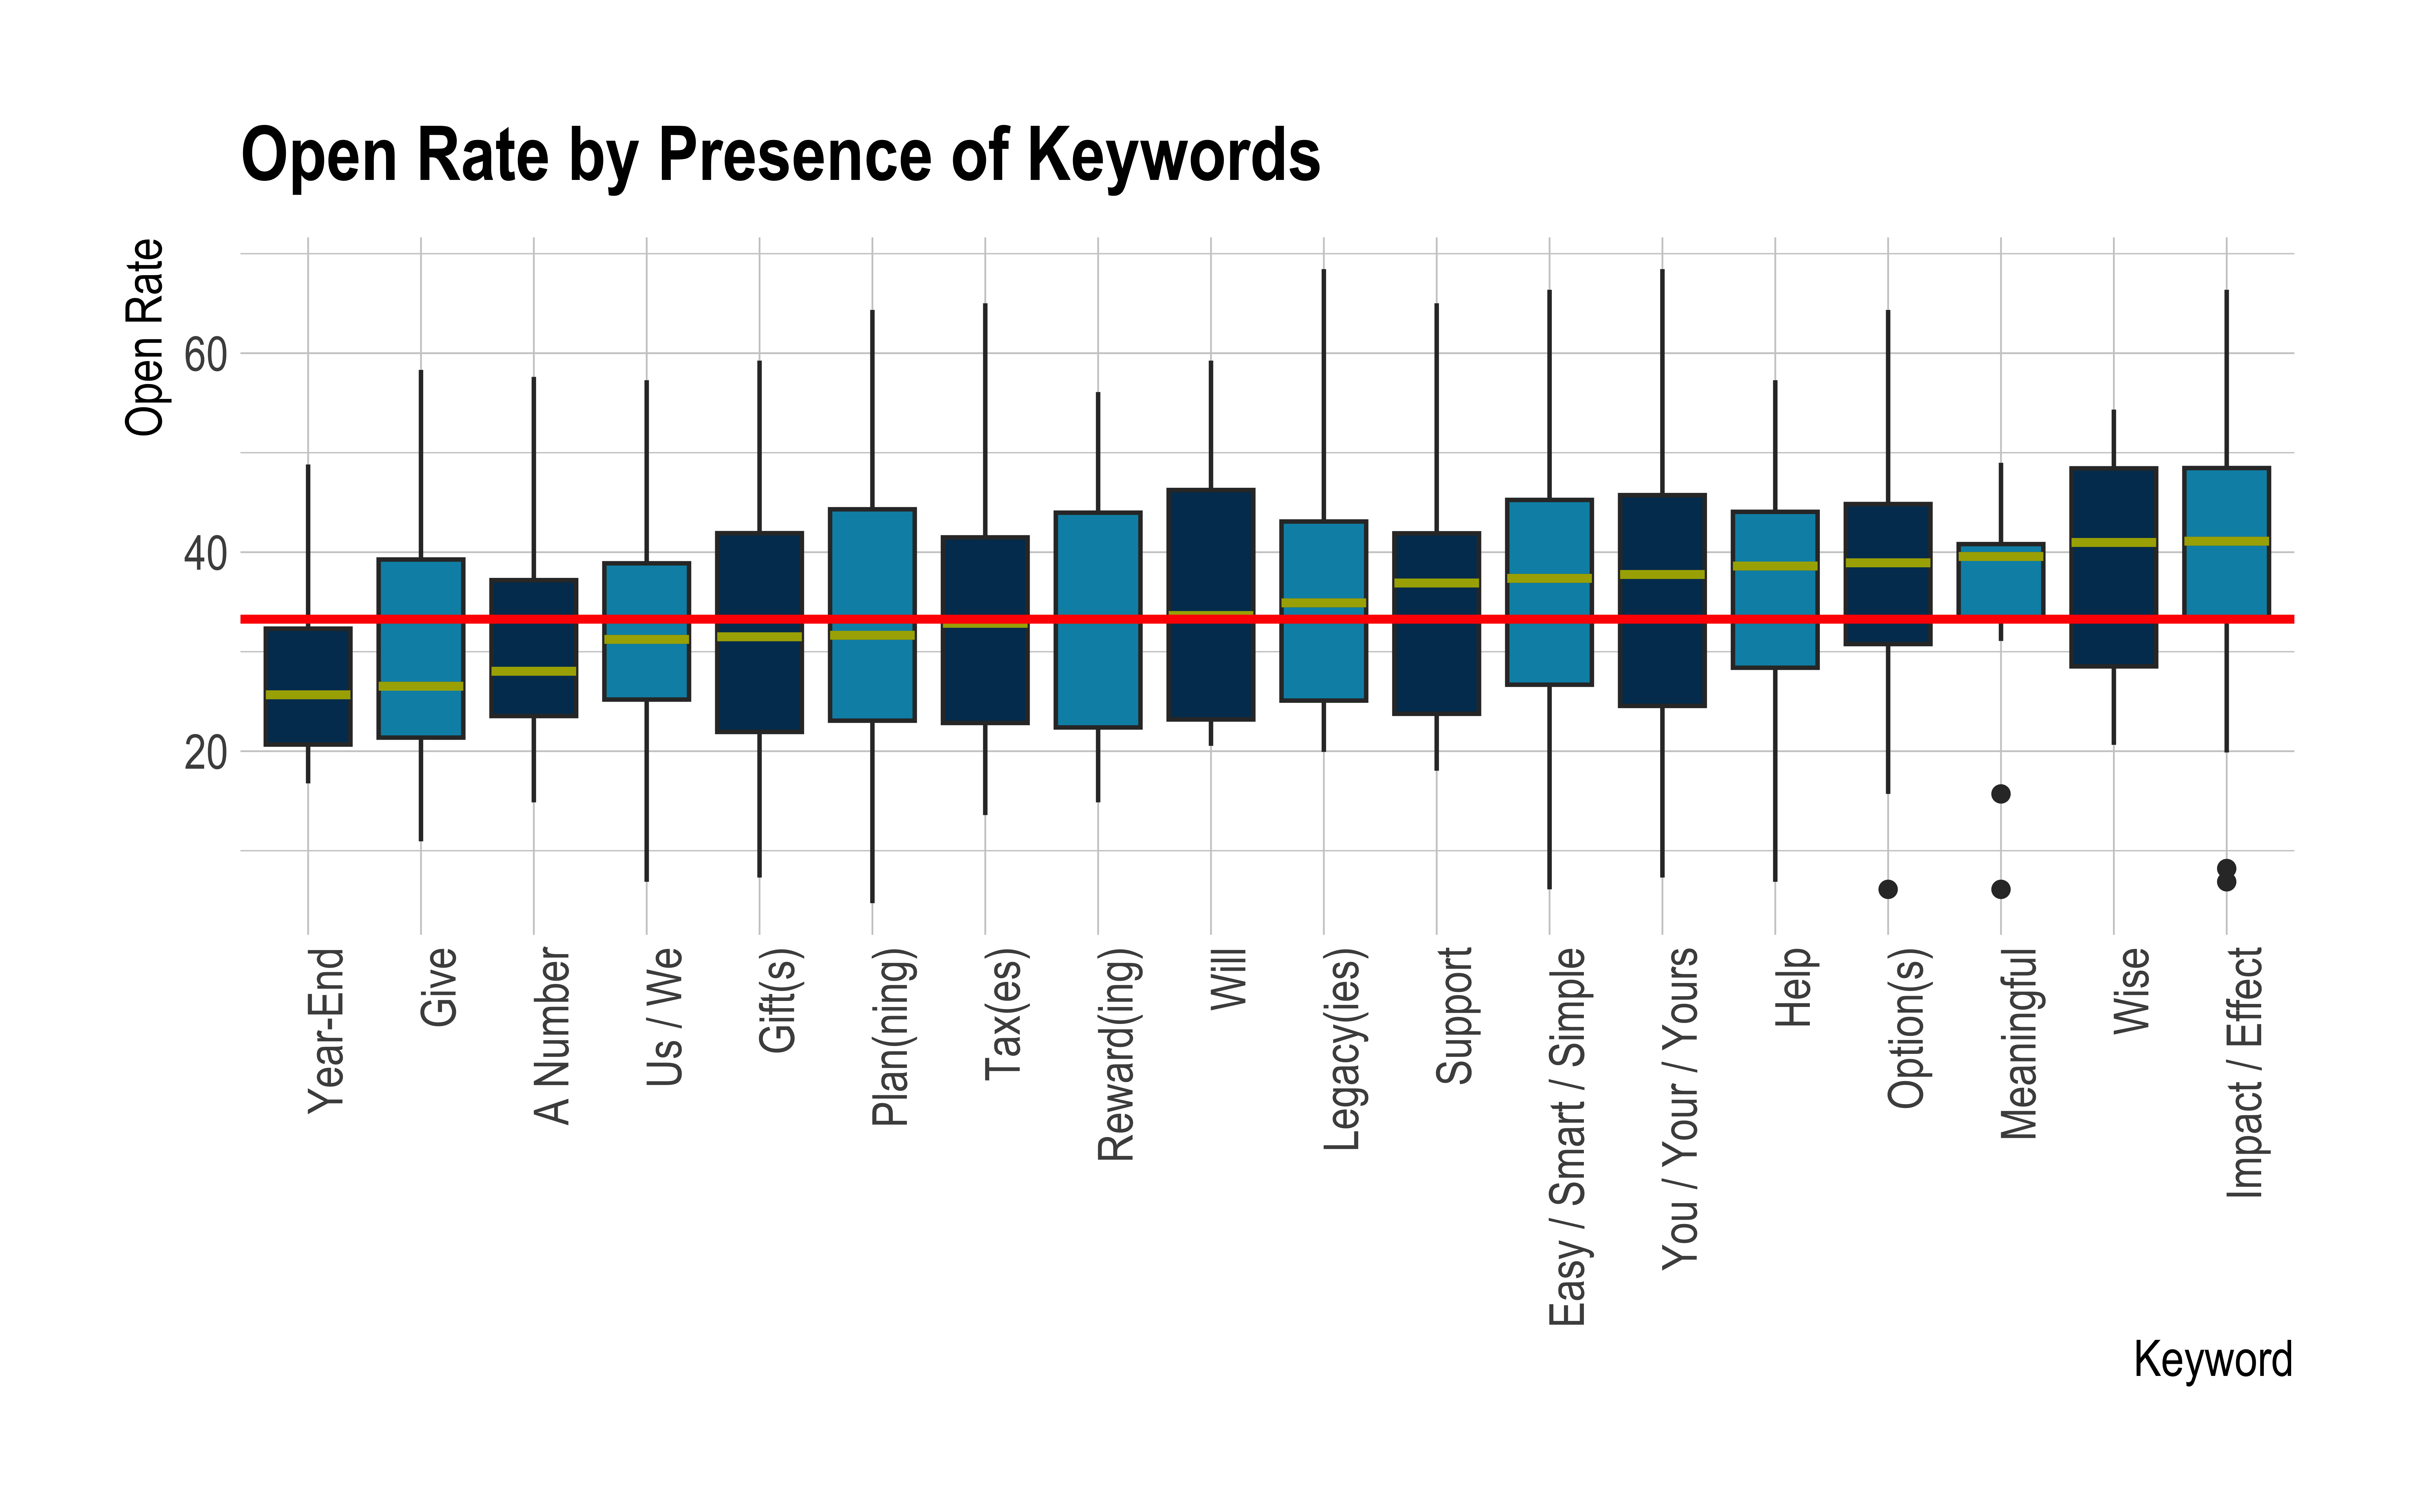 Open Rate by Presence of Keywords
Open Rate
60
40
20
Year-End
Give
A Number
Us / We
Gift(s)
Plan(ning)
Tax(es)
Reward(ing)
Will
Legacy(ies)
Support
Easy / Smart / Simple
You / Your / Yours
Help
Option(s)
Meaningful
Wise
Impact / Effect
Keyword